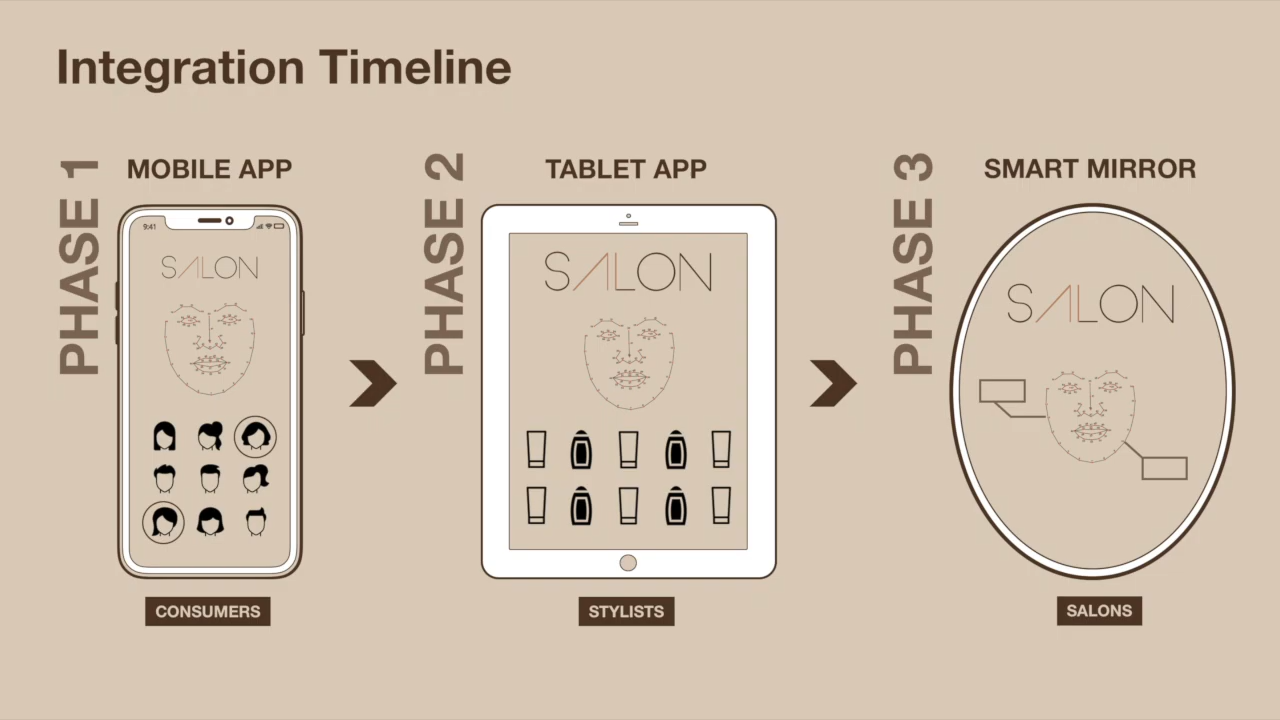 Integration Timeline
PHASE 1
MOBILE APP
9:41
SALON
CONSUMERS
PHASE 2
TABLET APP
SALON
STYLISTS
PHASE 3
SMART MIRROR
SALON
SALONS